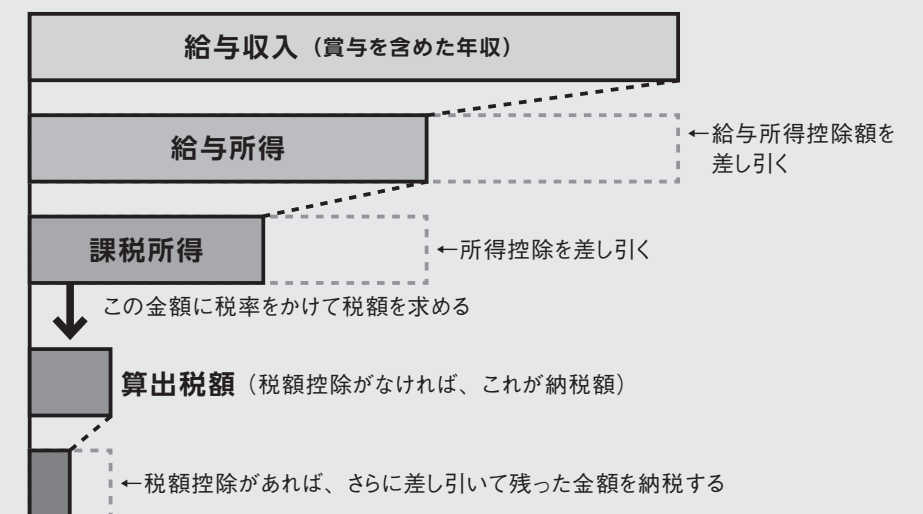 給与収入（賞与を含めた年収）
給与所得
←給与所得控除額を
差し引く
課税所得
←所得控除を差し引く
この金額に税率をかけて税額を求める
算出税額（税額控除がなければ、これが納税額）
←税額控除があれば、さらに差し引いて残った金額を納税する